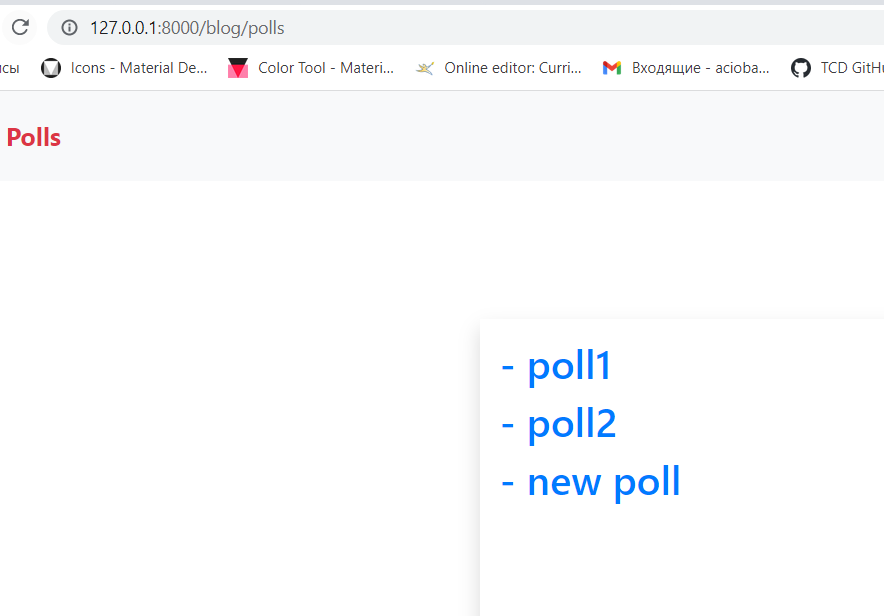 127.0.0.1:8000/blog/polls
исы Icons - Material De... Color Tool - Materi... Online editor: Curri... Входящие - acioba... TCD GitHu
Polls
- poll1
- poll2
- new poll